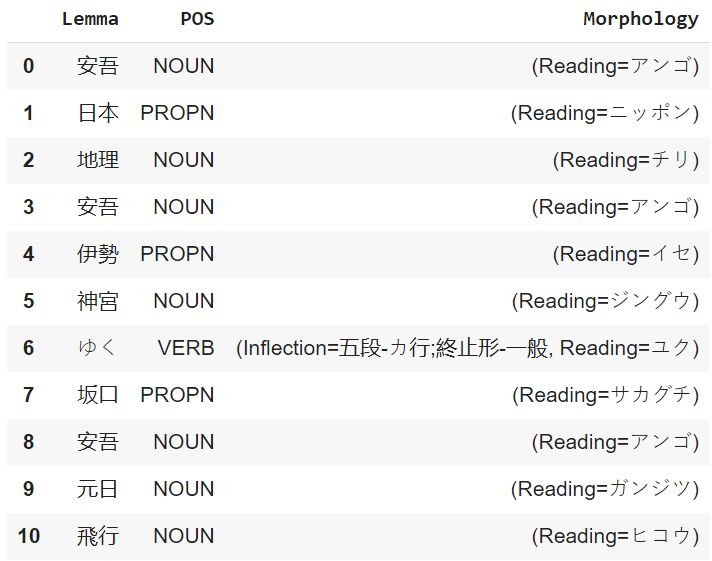 Lemma POS Morphology
0 安吾 NOUN (Reading=アンゴ)
1 日本 PROPN (Reading=ニッポン)
2 地理 NOUN (Reading=チリ)
3 安吾 NOUN (Reading=アンゴ)
4 伊勢 PROPN (Reading=イセ)
5 神宮 NOUN (Reading=ジングウ)
6 ゆく VERB (Inflection=五段-カ行;終止形-一般, Reading=ユク)
7 坂口 PROPN (Reading=サカグチ)
8 安吾 NOUN (Reading=アンゴ)
9 元日 NOUN (Reading=ガンジツ)
10 飛行 NOUN (Reading=ヒコウ)